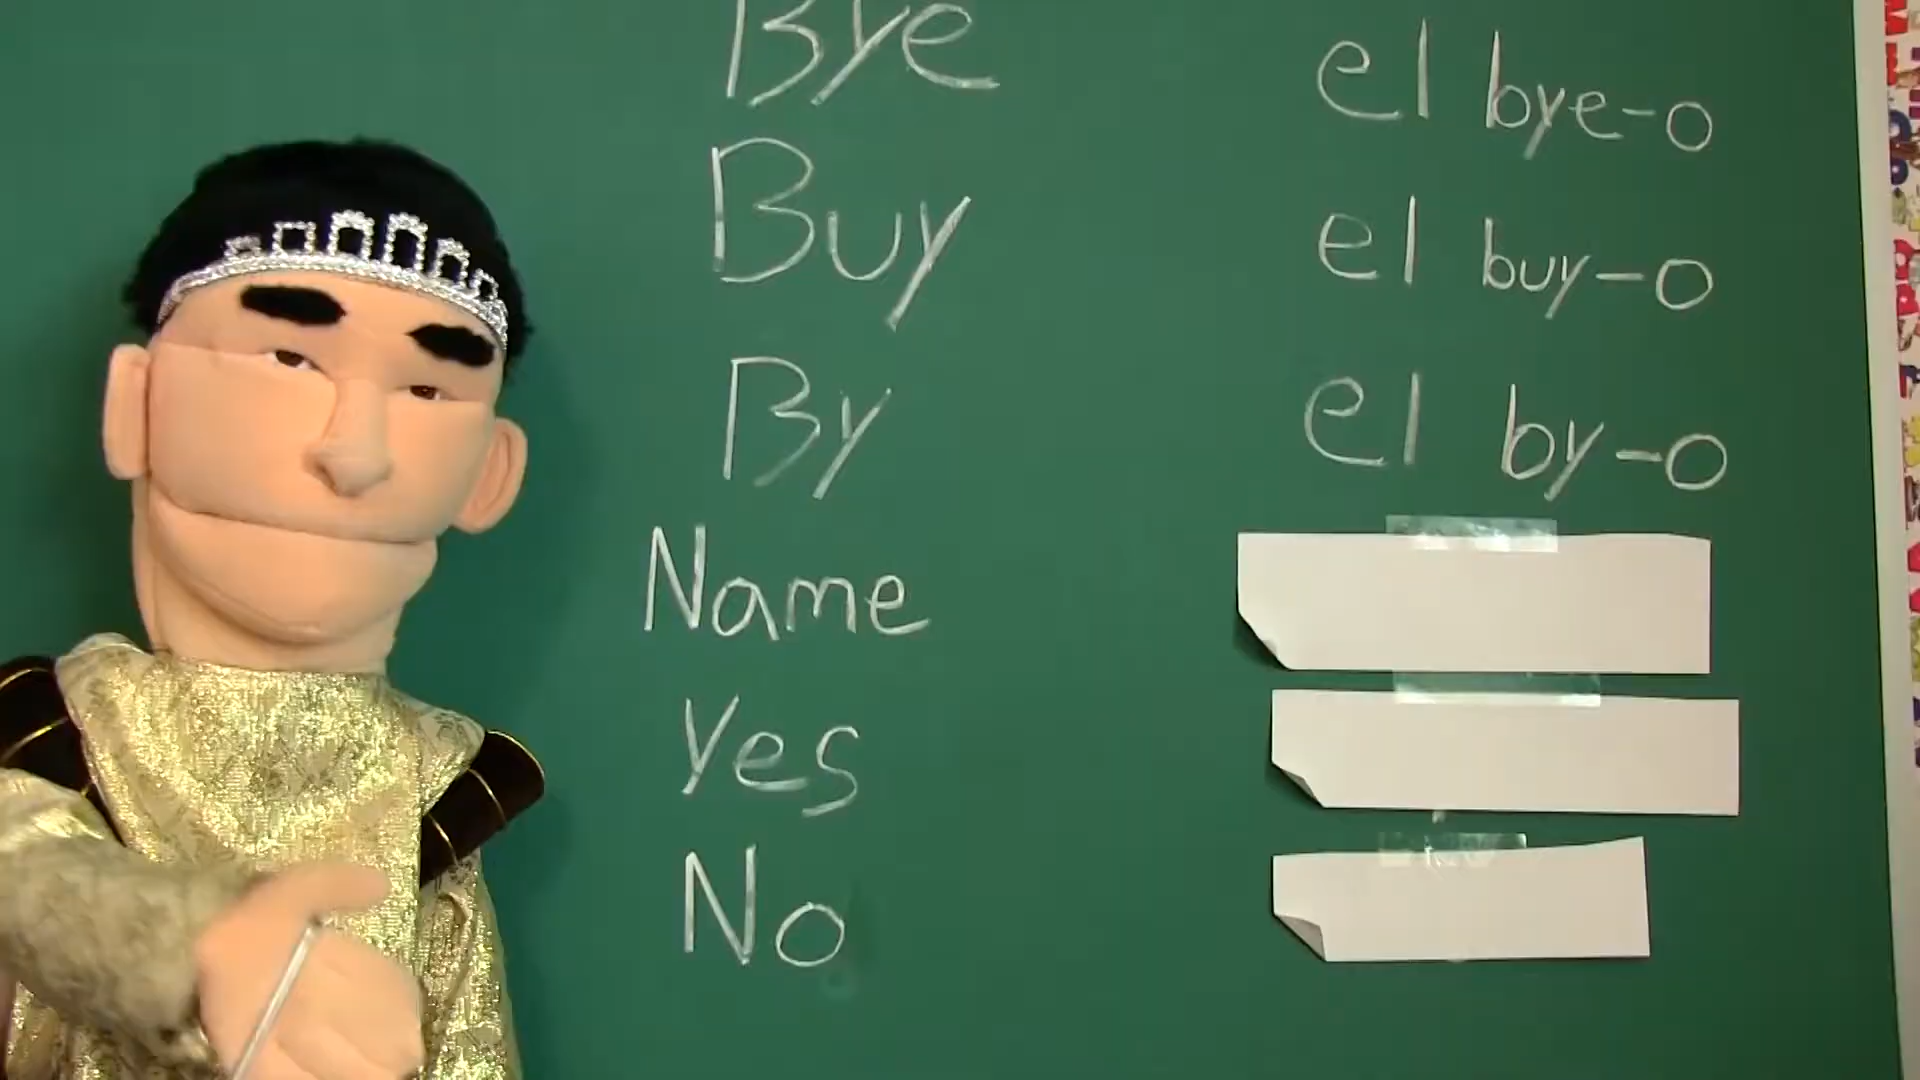 Bye el bye-o
Buy el buy-o
By el by-o
Name
Yes
No